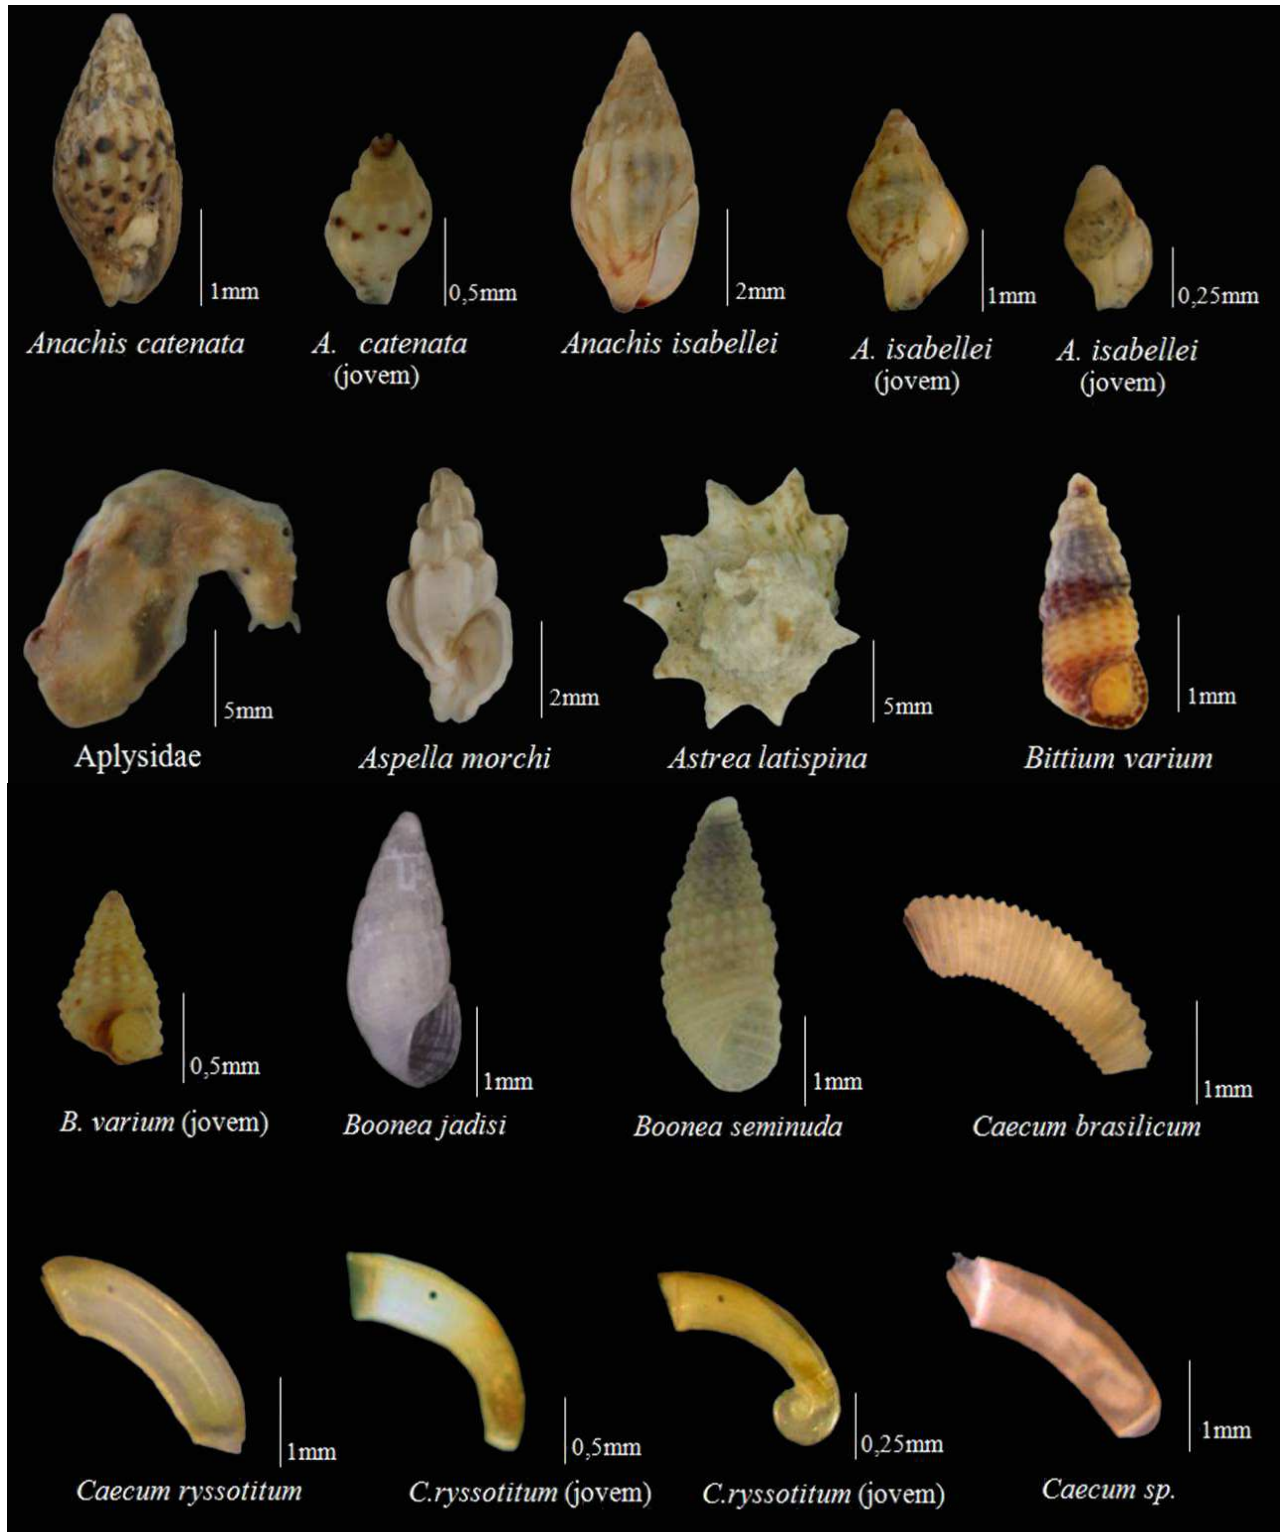 1mm
0,5mm
2mm
1mm
0,25mm
Anachis catenata
A. catenata
(jovem)
Anachis isabellei
A. isabellei
(jovem)
A. isabellei
(jovem)
5mm
2mm
5mm
1mm
Aplysidae
Aspella morchi
Astrea latispina
Bittium varium
0,5mm
1mm
1mm
1mm
B. varium (jovem)
Boonea jadisi
Boonea seminuda
Caecum brasilicum
1mm
0,5mm
0,25mm
1mm
Caecum ryssotitum
C.ryssotitum (jovem)
C.ryssotitum (jovem)
Caecum sp.